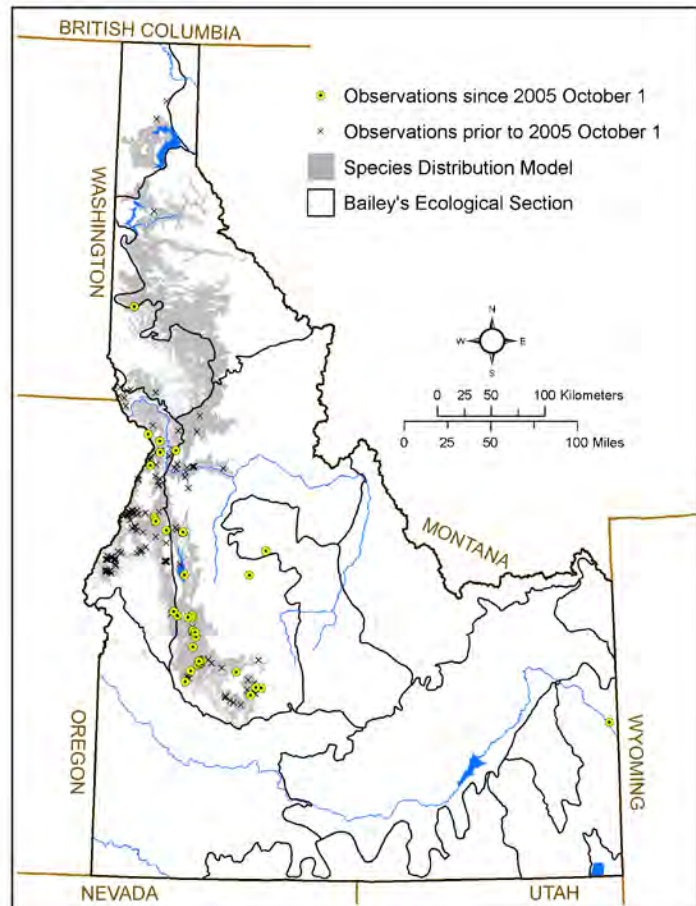 BRITISH COLUMBIA
Observations since 2005 October 1
Observations prior to 2005 October 1
Species Distribution Model
Bailey's Ecological Section
WASHINGTON
N
W E
S
0 25 50 100 Kilometers
0 25 50 100 Miles
MONTANA
OREGON
WYOMING
NEVADA
UTAH